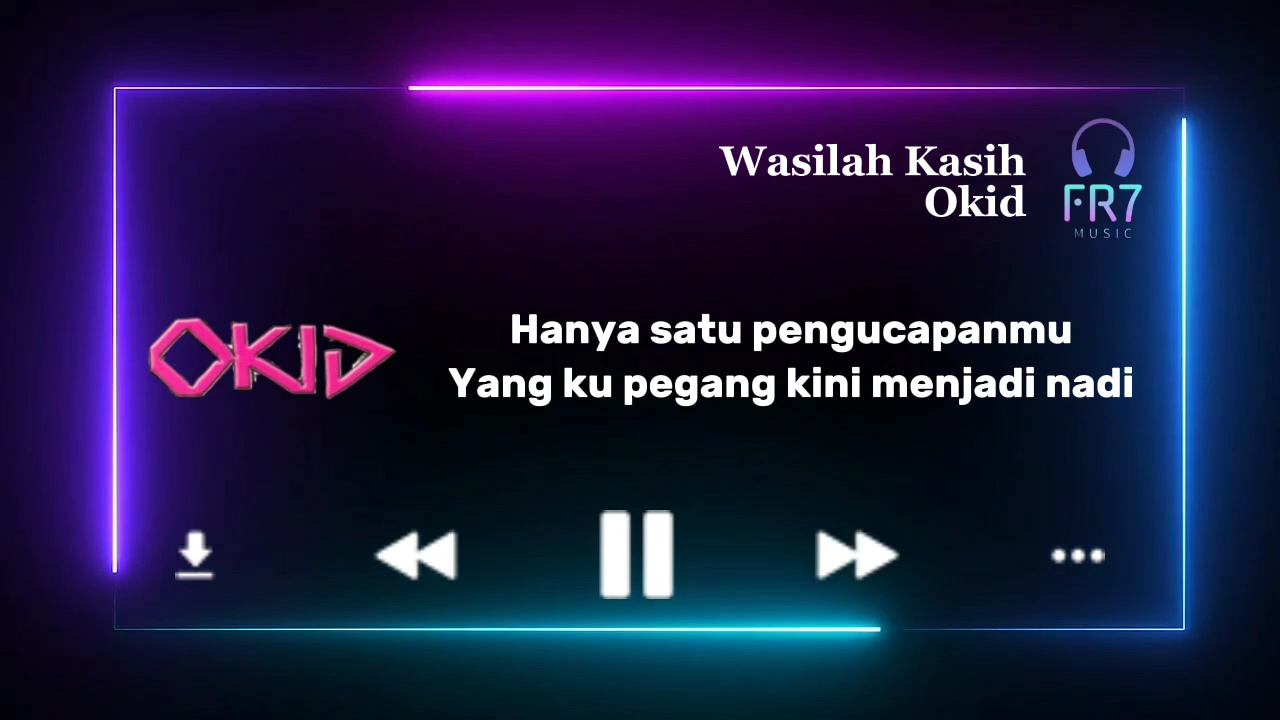 Wasilah Kasih
Okid
FR7
MUSIC
OKID
Hanya satu pengucapanmu
Yang ku pegang kini menjadi nadi